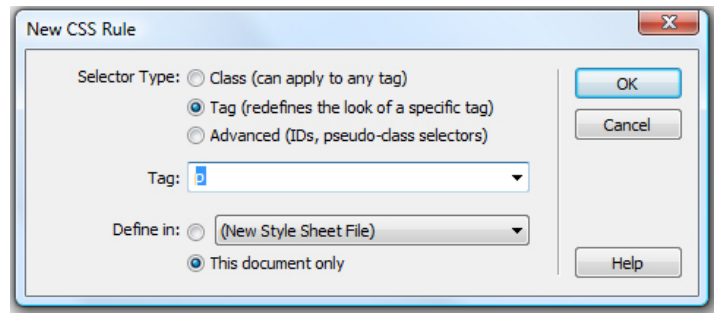 New CSS Rule
Selector Type: Class (can apply to any tag)
OK
Tag (redefines the look of a specific tag)
Advanced (IDs, pseudo-class selectors)
Cancel
Tag: p
Define in: (New Style Sheet File)
This document only
Help